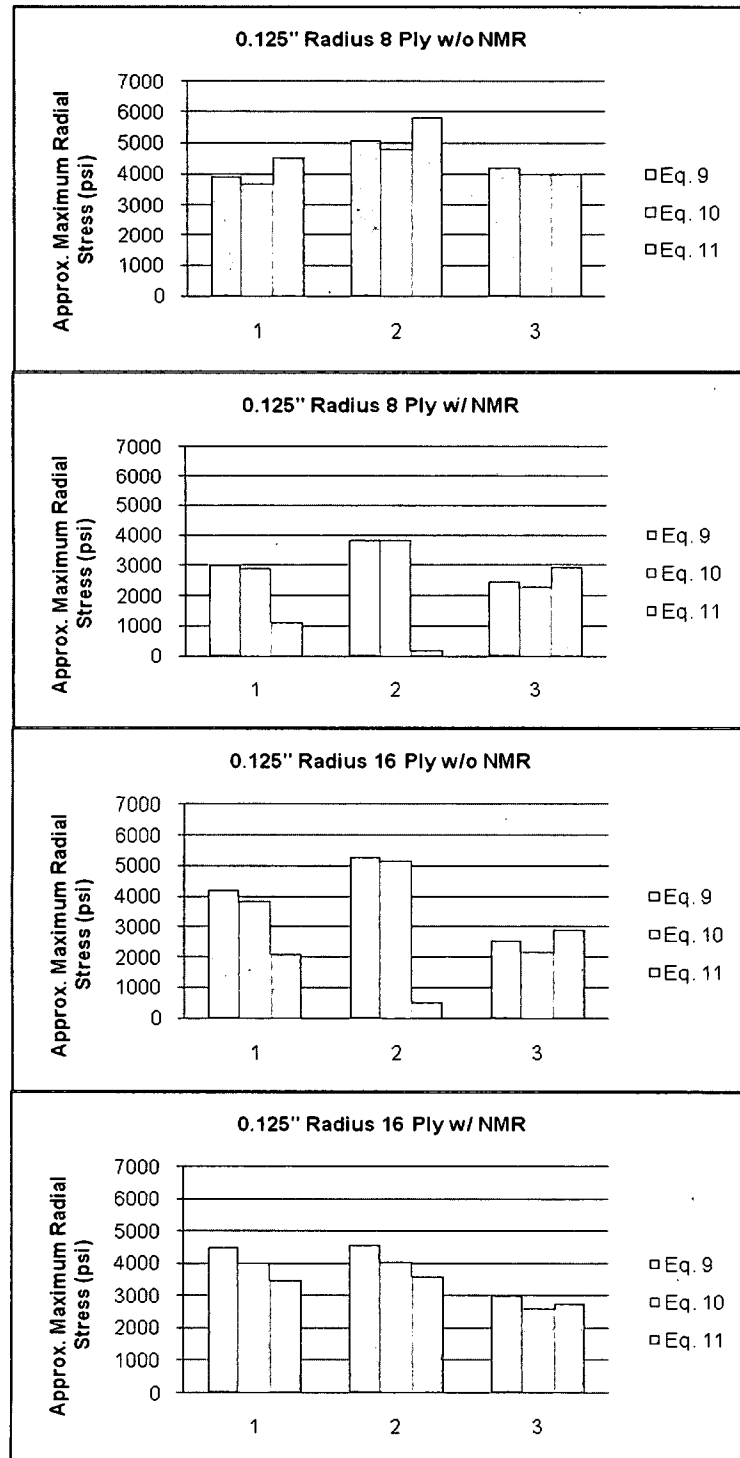 0.125" Radius 8 Ply w/o NMR
Approx. Maximum Radial
Stress (psi)
7000
6000
5000
4000
3000
2000
1000
0
1 2 3
Eq. 9
Eq. 10
Eq. 11
0.125" Radius 8 Ply w/ NMR
Approx. Maximum Radial
Stress (psi)
7000
6000
5000
4000
3000
2000
1000
0
1 2 3
Eq. 9
Eq. 10
Eq. 11
0.125" Radius 16 Ply w/o NMR
Approx. Maximum Radial
Stress (psi)
7000
6000
5000
4000
3000
2000
1000
0
1 2 3
Eq. 9
Eq. 10
Eq. 11
0.125" Radius 16 Ply w/ NMR
Approx. Maximum Radial
Stress (psi)
7000
6000
5000
4000
3000
2000
1000
0
1 2 3
Eq. 9
Eq. 10
Eq. 11